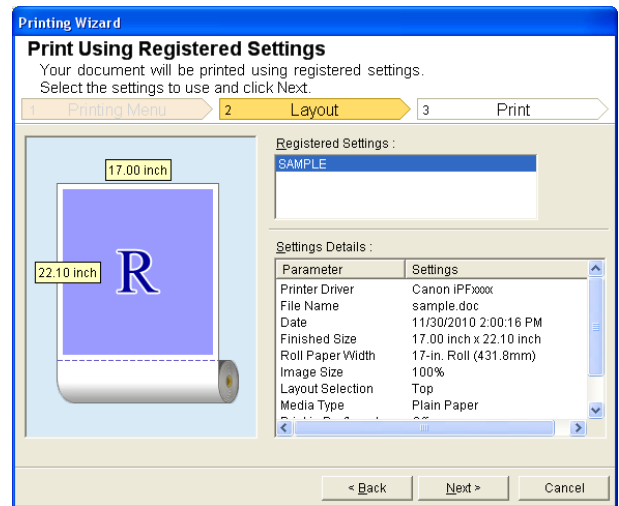 Printing Wizard
Print Using Registered Settings
Your document will be printed using registered settings.
Select the settings to use and click Next.
1 Printing Menu 2 Layout 3 Print
Registered Settings :
SAMPLE
17.00 inch
22.10 inch
R
Settings Details :
Parameter Settings
Printer Driver Canon iPFxxxx
File Name sample.doc
Date 11/30/2010 2:00:16 PM
Finished Size 17.00 inch x 22.10 inch
Roll Paper Width 17-in. Roll (431.8mm)
Image Size 100%
Layout Selection Top
Media Type Plain Paper
< Back Next > Cancel